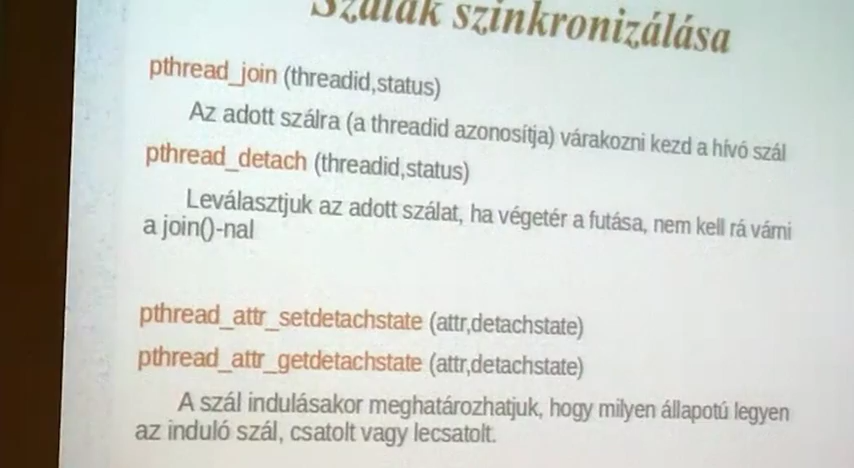 Szálak szinkronizálása
pthread_join (threadid,status)
Az adott szálra (a threadid azonosítja) várakozni kezd a hívó szál
pthread_detach (threadid,status)
Leválasztjuk az adott szálat, ha végetér a futása, nem kell rá várni
a join()-nal
pthread_attr_setdetachstate (attr,detachstate)
pthread_attr_getdetachstate (attr,detachstate)
A szál indulásakor meghatározhatjuk, hogy milyen állapotú legyen
az induló szál, csatolt vagy lecsatolt.